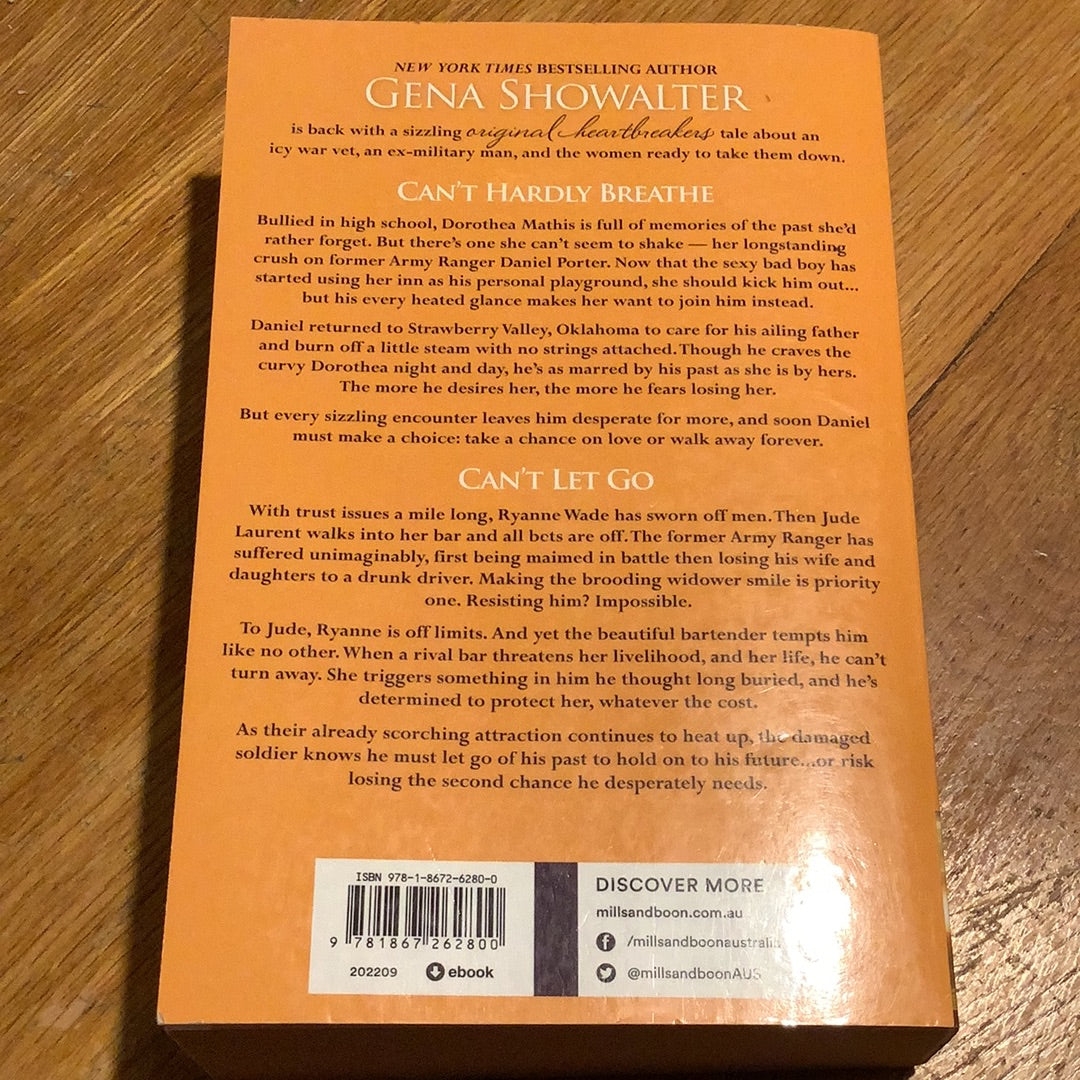 NEW YORK TIMES BESTSELLING AUTHOR
GENA SHOWALTER
is back with a sizzling original heartbreakers tale about an
icy war vet, an ex-military man, and the women ready to take them down.
CAN'T HARDLY BREATHE
Bullied in high school, Dorothea Mathis is full of memories of the past she'd
rather forget. But there's one she can't seem to shake — her longstanding
crush on former Army Ranger Daniel Porter. Now that the sexy bad boy has
started using her inn as his personal playground, she should kick him out...
but his every heated glance makes her want to join him instead.
Daniel returned to Strawberry Valley, Oklahoma to care for his ailing father
and burn off a little steam with no strings attached. Though he craves the
curvy Dorothea night and day, he's as marred by his past as she is by hers.
The more he desires her, the more he fears losing her.
But every sizzling encounter leaves him desperate for more, and soon Daniel
must make a choice: take a chance on love or walk away forever.
CAN'T LET GO
With trust issues a mile long, Ryanne Wade has sworn off men. Then Jude
Laurent walks into her bar and all bets are off. The former Army Ranger has
suffered unimaginably, first being maimed in battle then losing his wife and
daughters to a drunk driver. Making the brooding widower smile is priority
one. Resisting him? Impossible.
To Jude, Ryanne is off limits. And yet the beautiful bartender tempts him
like no other. When a rival bar threatens her livelihood, and her life, he can't
turn away. She triggers something in him he thought long buried, and he's
determined to protect her, whatever the cost.
As their already scorching attraction continues to heat up, the damaged
soldier knows he must let go of his past to hold on to his future...or risk
losing the second chance he desperately needs.
ISBN 978-1-8672-6280-0
9 781867 262800
202209 ebook
DISCOVER MORE
millsandboon.com.au
/millsandboonaustralia
@millsandboonAUS